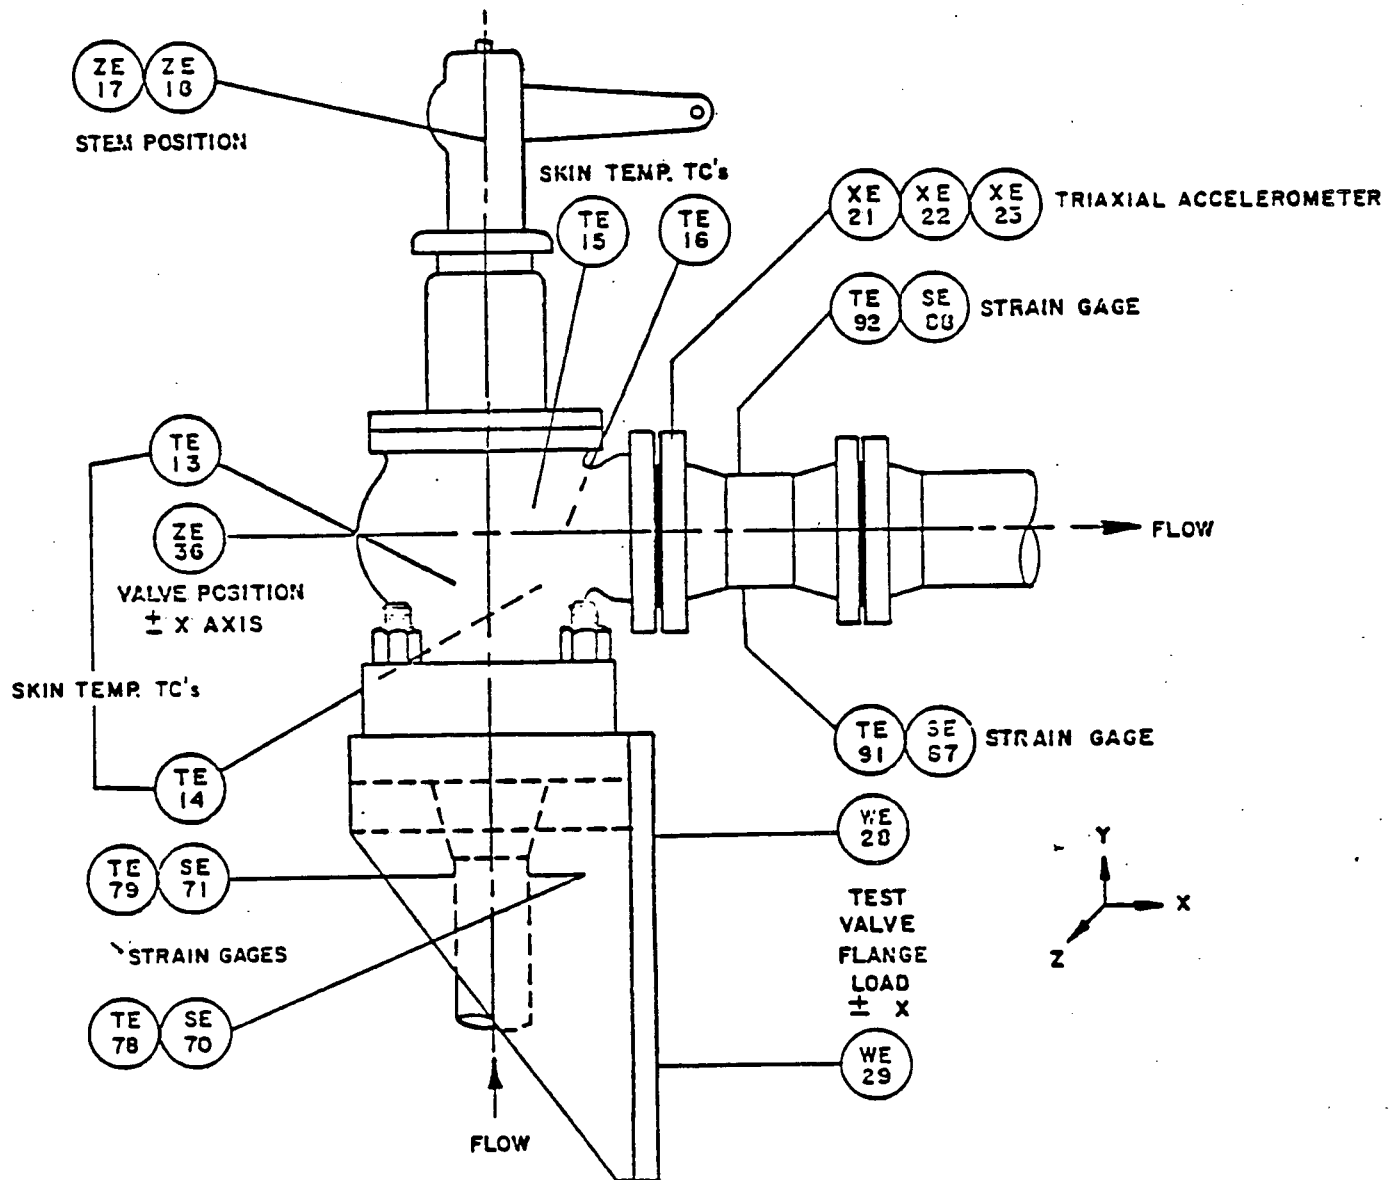 ZE 17
ZE 18
STEM POSITION
SKIN TEMP. TC's
TE 15
TE 16
XE 21
XE 22
XE 23
TRIAXIAL ACCELEROMETER
TE 92
SE 68
STRAIN GAGE
TE 13
ZE 36
VALVE POSITION
± X AXIS
FLOW
SKIN TEMP. TC's
TE 14
TE 91
SE 67
STRAIN GAGE
WE 28
TEST
VALVE
FLANGE
LOAD
± X
WE 29
TE 79
SE 71
STRAIN GAGES
TE 78
SE 70
FLOW
Y
X
Z